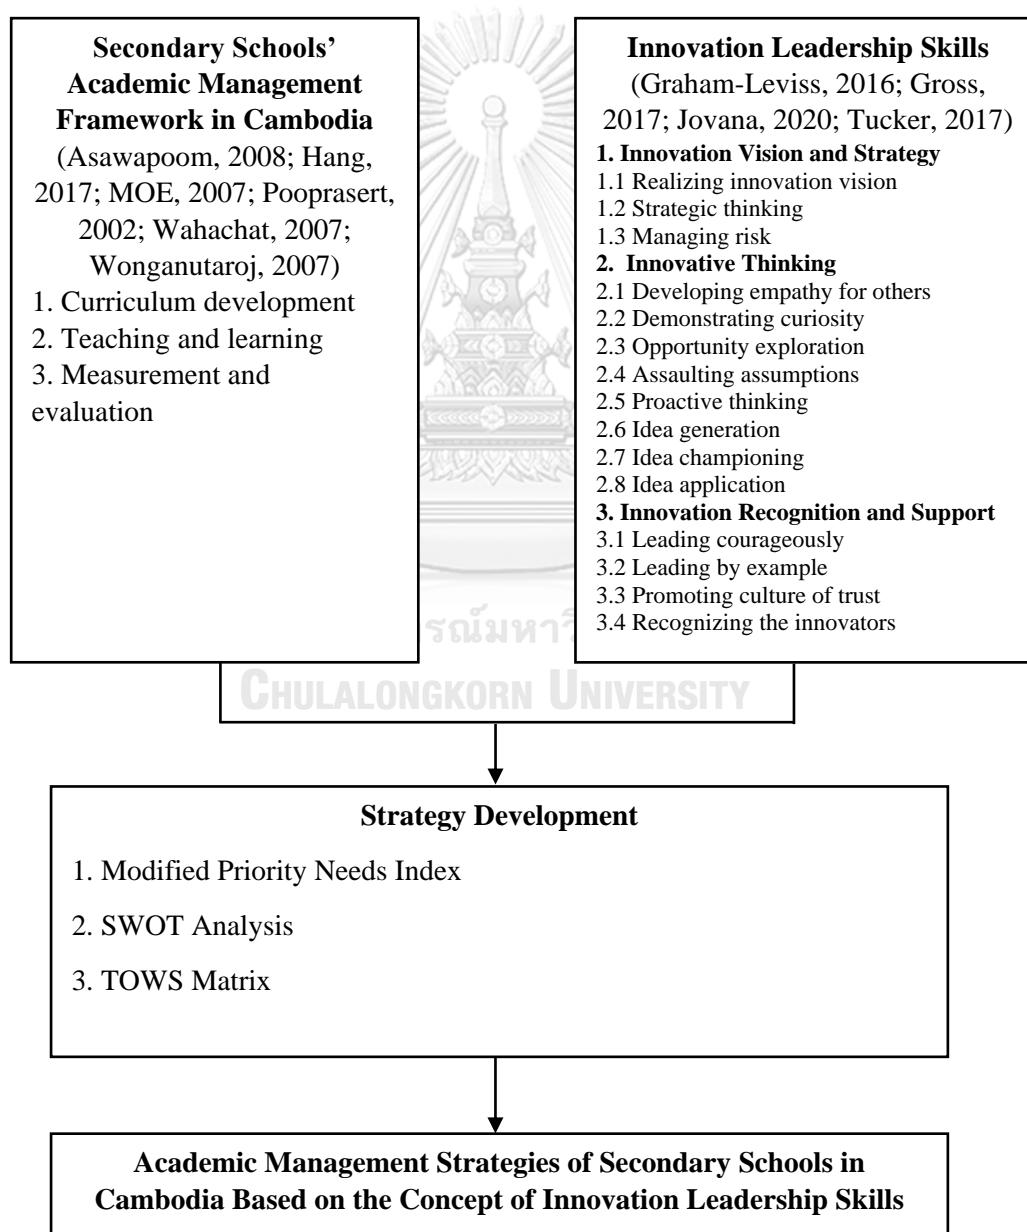 Secondary Schools'
Academic Management
Framework in Cambodia
(Asawapoom, 2008; Hang,
2017; MOE, 2007; Pooprasert,
2002; Wahachat, 2007;
Wonganutaroj, 2007)
1. Curriculum development
2. Teaching and learning
3. Measurement and
evaluation
Innovation Leadership Skills
(Graham-Leviss, 2016; Gross,
2017; Jovana, 2020; Tucker, 2017)
1. Innovation Vision and Strategy
1.1 Realizing innovation vision
1.2 Strategic thinking
1.3 Managing risk
2. Innovative Thinking
2.1 Developing empathy for others
2.2 Demonstrating curiosity
2.3 Opportunity exploration
2.4 Assaulting assumptions
2.5 Proactive thinking
2.6 Idea generation
2.7 Idea championing
2.8 Idea application
3. Innovation Recognition and Support
3.1 Leading courageously
3.2 Leading by example
3.3 Promoting culture of trust
3.4 Recognizing the innovators
CHULALONGKORN UNIVERSITY
Strategy Development
1. Modified Priority Needs Index
2. SWOT Analysis
3. TOWS Matrix
Academic Management Strategies of Secondary Schools in
Cambodia Based on the Concept of Innovation Leadership Skills